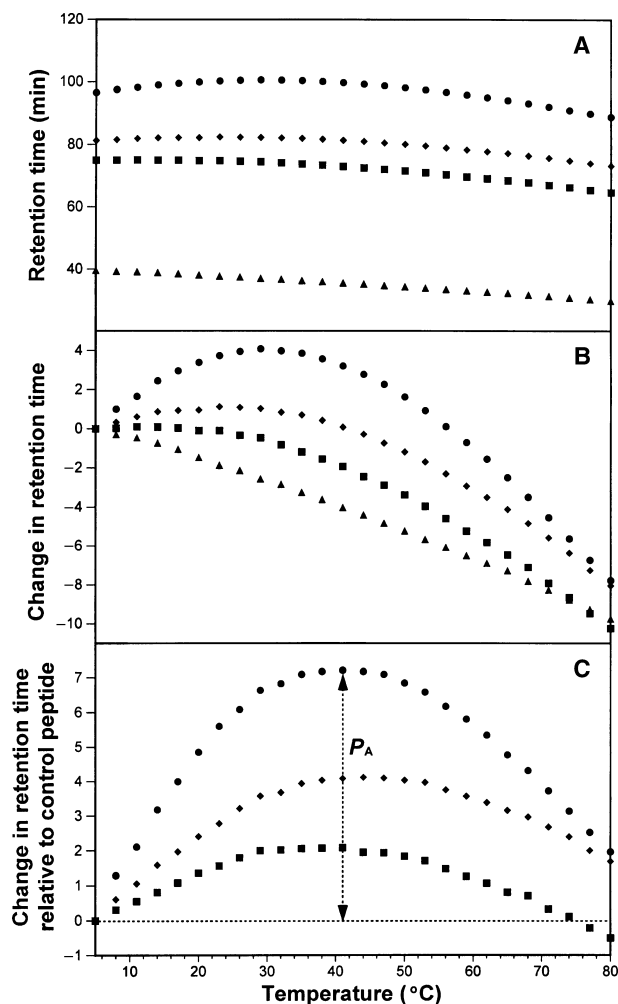 A
Retention time (min)
120
100
80
60
40
B
Change in retention time
4
2
0
−2
−4
−6
−8
−10
C
Change in retention time
relative to control peptide
7
6
5
4
3
2
1
0
−1
PA
10 20 30 40 50 60 70 80
Temperature (°C)